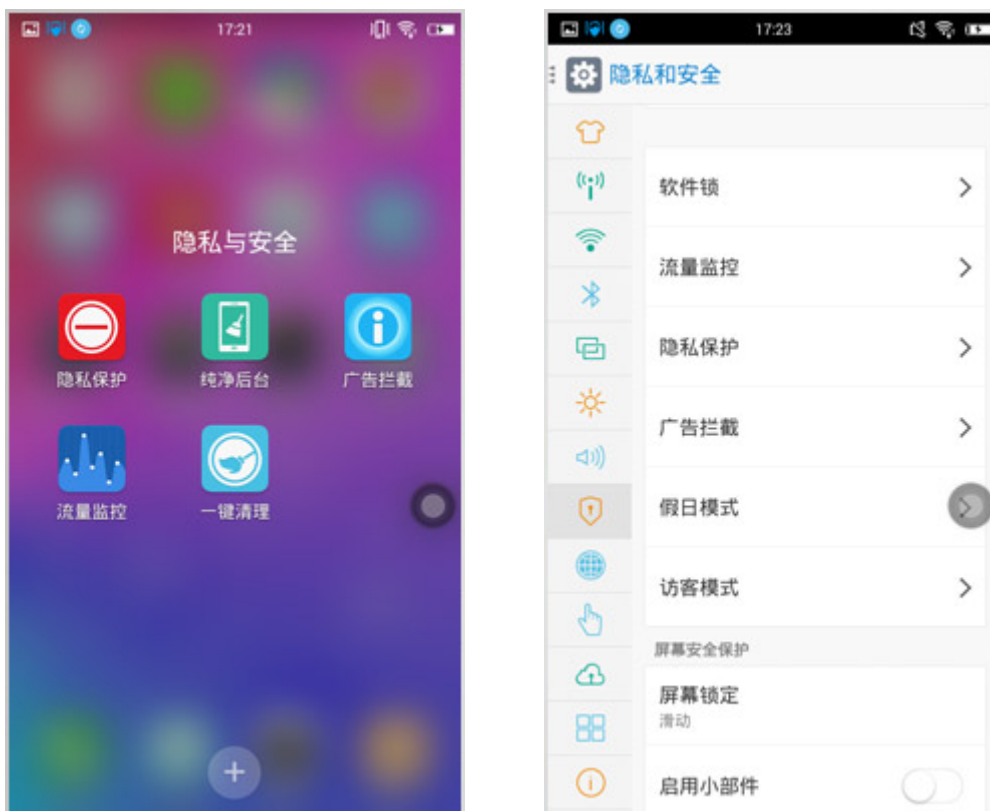 17:21
隐私与安全
隐私保护 纯净后台 广告拦截
流量监控 一键清理
17:23
隐私和安全
软件锁
流量监控
隐私保护
广告拦截
假日模式
访客模式
屏幕安全保护
屏幕锁定
滑动
启用小部件